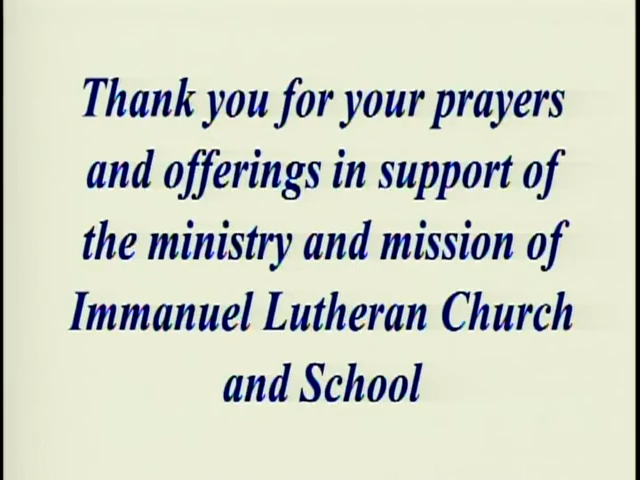 Thank you for your prayers
and offerings in support of
the ministry and mission of
Immanuel Lutheran Church
and School